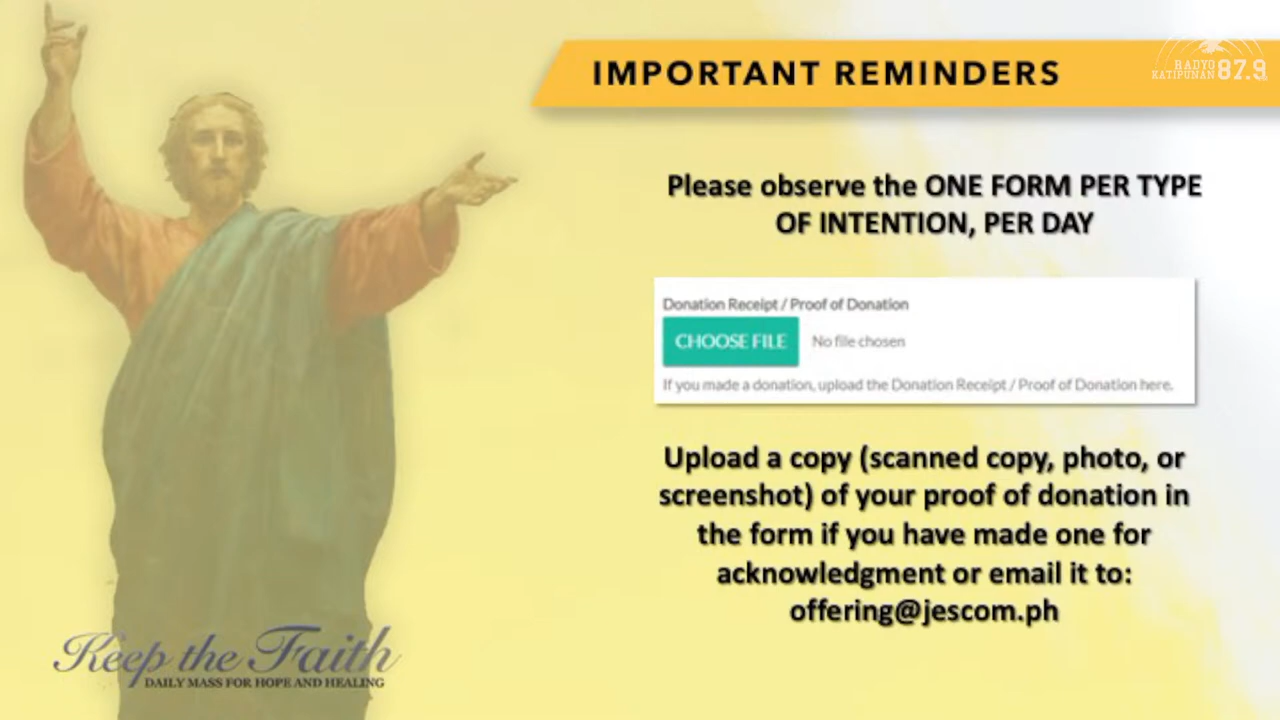 RADYO
KATIPUNAN 87.9
IMPORTANT REMINDERS
Please observe the ONE FORM PER TYPE
OF INTENTION, PER DAY
Donation Receipt / Proof of Donation
CHOOSE FILE No file chosen
If you made a donation, upload the Donation Receipt / Proof of Donation here.
Upload a copy (scanned copy, photo, or
screenshot) of your proof of donation in
the form if you have made one for
acknowledgment or email it to:
offering@jescom.ph
Keep the Faith
DAILY MASS FOR HOPE AND HEALING